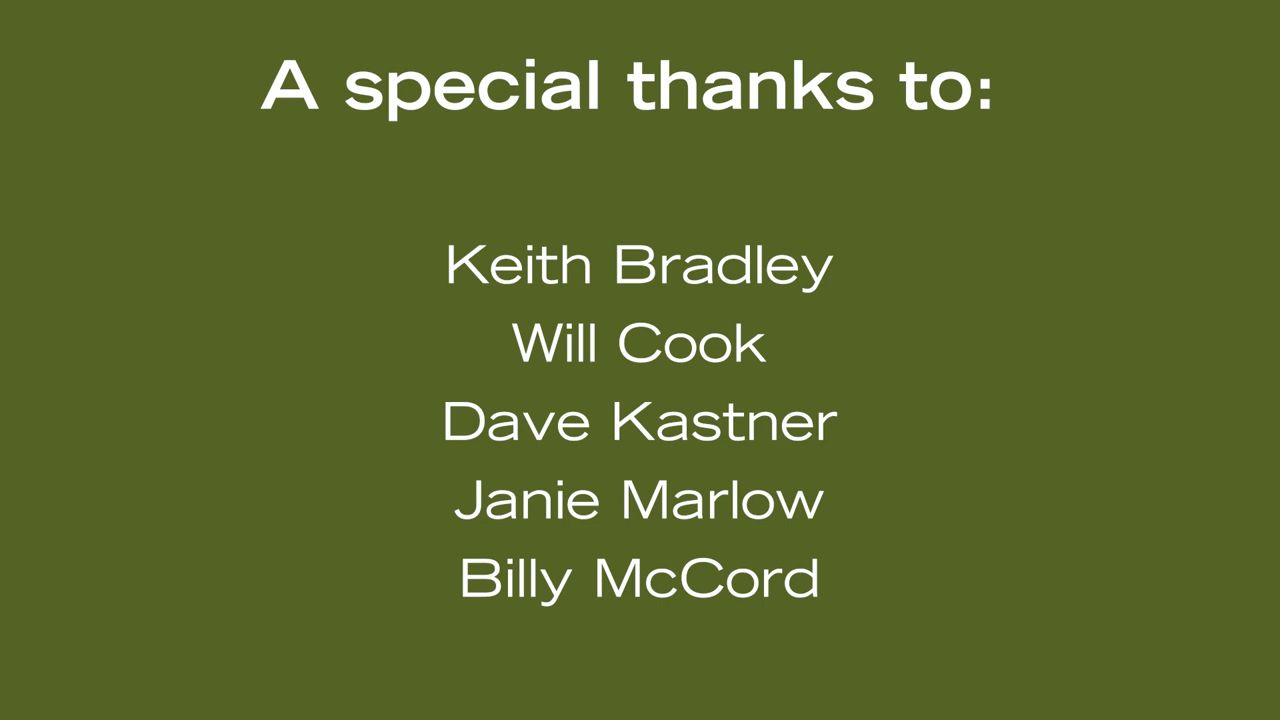 A special thanks to:
Keith Bradley
Will Cook
Dave Kastner
Janie Marlow
Billy McCord